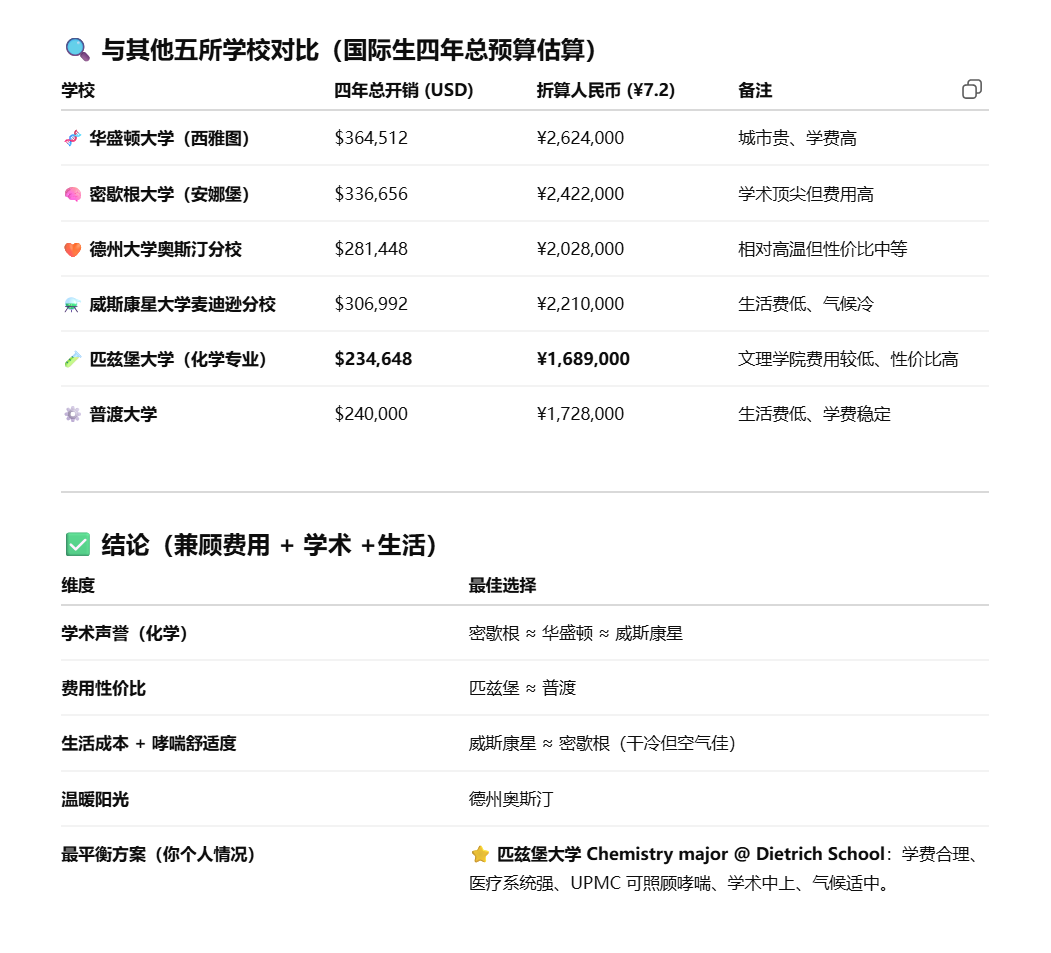 🔍 与其他五所学校对比（国际生四年总预算估算）
学校 四年总开销 (USD) 折算人民币 (¥7.2) 备注
🧬 华盛顿大学（西雅图） $364,512 ¥2,624,000 城市贵、学费高
🧠 密歇根大学（安娜堡） $336,656 ¥2,422,000 学术顶尖但费用高
🧡 德州大学奥斯汀分校 $281,448 ¥2,028,000 相对高温但性价比中等
🔬 威斯康星大学麦迪逊分校 $306,992 ¥2,210,000 生活费低、气候冷
🧪 匹兹堡大学（化学专业） $234,648 ¥1,689,000 文理学院费用较低、性价比高
⚙️ 普渡大学 $240,000 ¥1,728,000 生活费低、学费稳定
✅ 结论（兼顾费用 + 学术 +生活）
维度 最佳选择
学术声誉（化学） 密歇根 ≈ 华盛顿 ≈ 威斯康星
费用性价比 匹兹堡 ≈ 普渡
生活成本 + 哮喘舒适度 威斯康星 ≈ 密歇根（干冷但空气佳）
温暖阳光 德州奥斯汀
最平衡方案（你个人情况） ⭐ 匹兹堡大学 Chemistry major @ Dietrich School：学费合理、
医疗系统强、UPMC 可照顾哮喘、学术中上、气候适中。